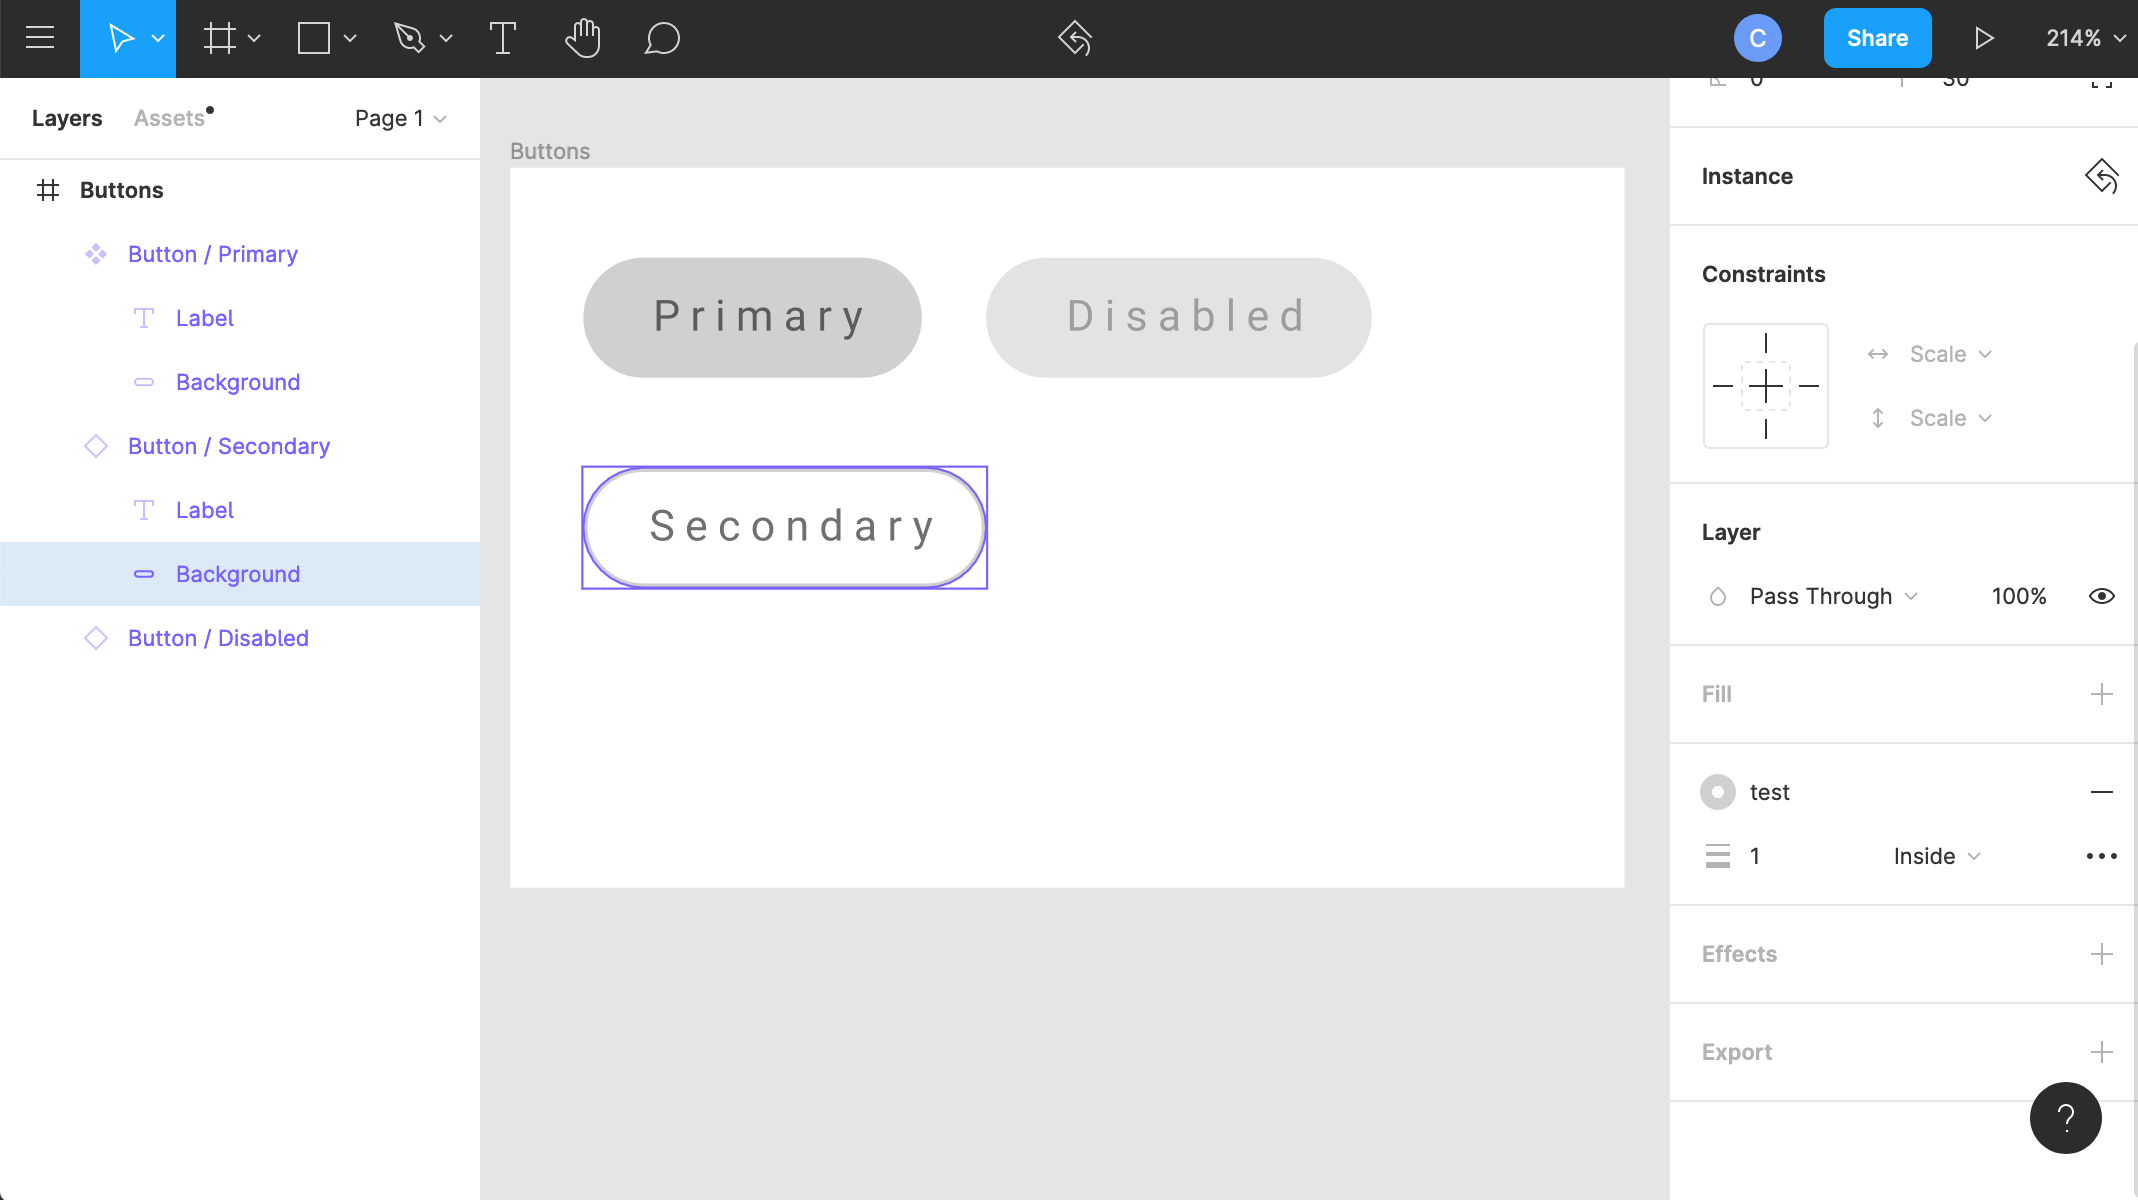 C
Share
214%
Layers
Assets
Page 1
0
30
Buttons
Button / Primary
Label
Background
Button / Secondary
Label
Background
Button / Disabled
Buttons
Primary
Disabled
Secondary
Instance
Constraints
Scale
Scale
Layer
Pass Through
100%
Fill
test
1
Inside
Effects
Export
?